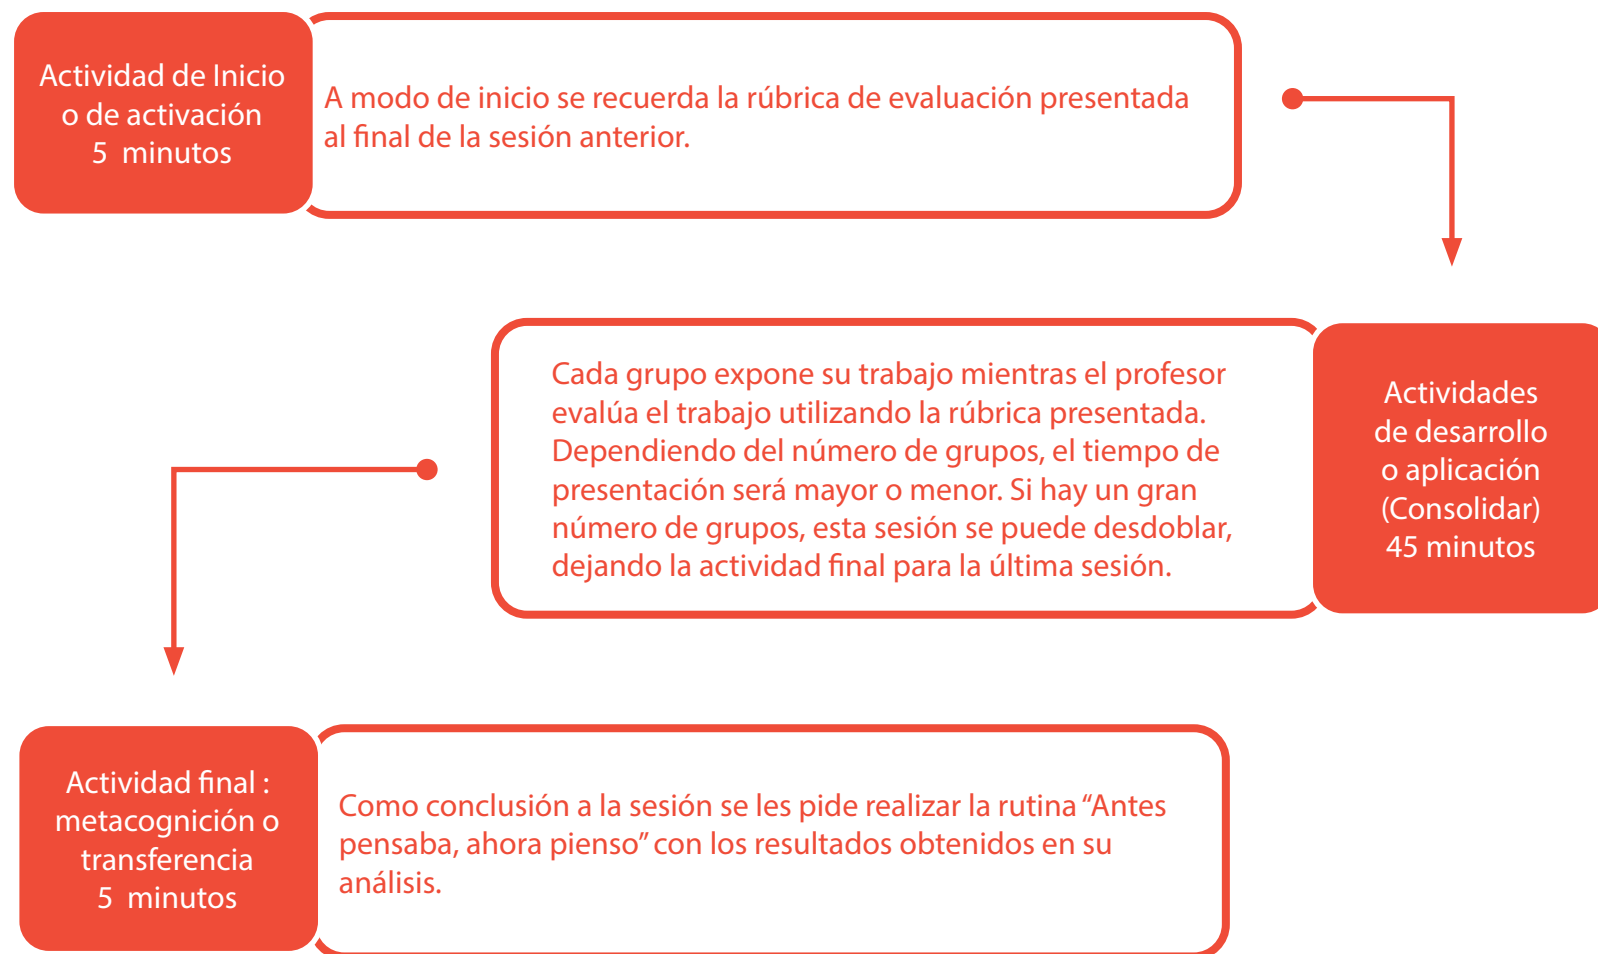 Actividad de Inicio
o de activación
5 minutos
A modo de inicio se recuerda la rúbrica de evaluación presentada
al final de la sesión anterior.
Cada grupo expone su trabajo mientras el profesor
evalúa el trabajo utilizando la rúbrica presentada.
Dependiendo del número de grupos, el tiempo de
presentación será mayor o menor. Si hay un gran
número de grupos, esta sesión se puede desdoblar,
dejando la actividad final para la última sesión.
Actividades
de desarrollo
o aplicación
(Consolidar)
45 minutos
Actividad final :
metacognición o
transferencia
5 minutos
Como conclusión a la sesión se les pide realizar la rutina “Antes
pensaba, ahora pienso” con los resultados obtenidos en su
análisis.